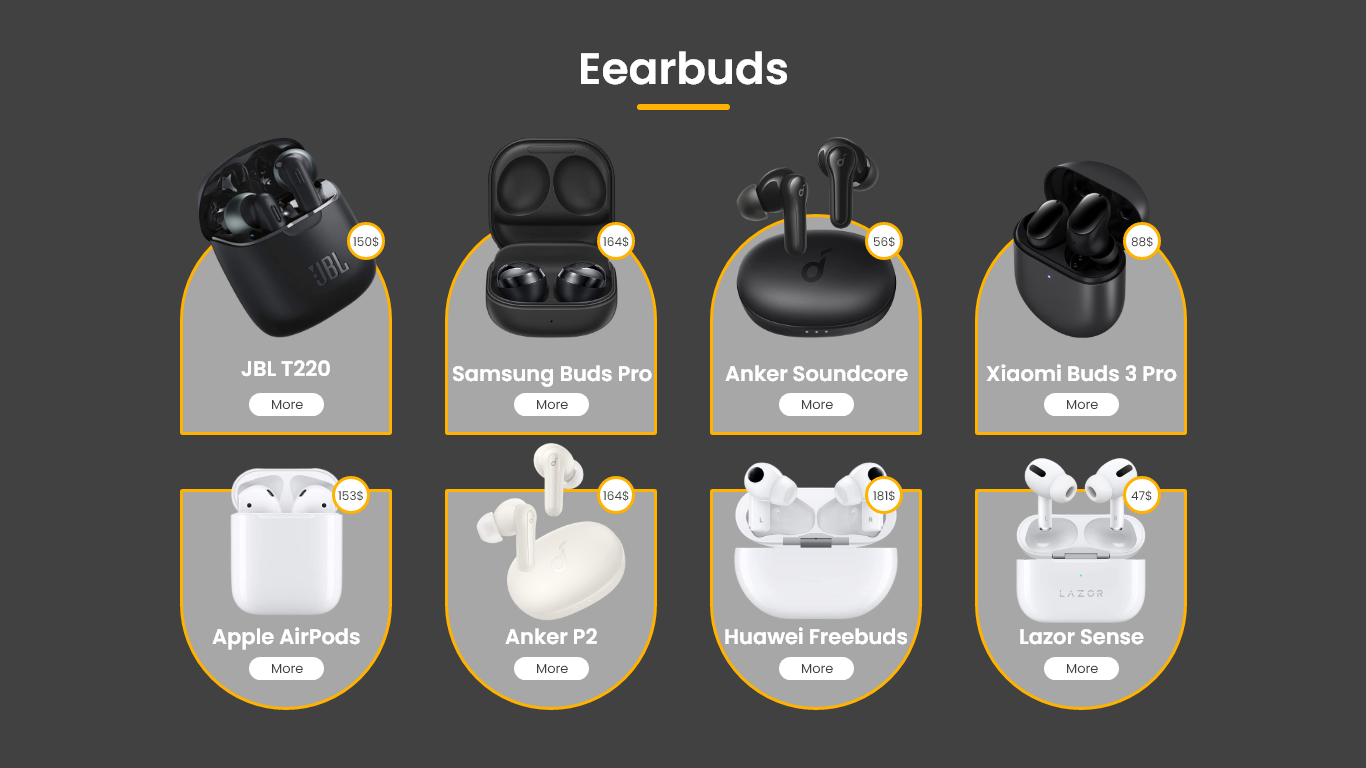 Eearbuds
JBL
150$
164$
56$
88$
JBL T220
Samsung Buds Pro
Anker Soundcore
Xiaomi Buds 3 Pro
More
More
More
More
153$
164$
181$
47$
L
R
LAZOR
Apple AirPods
Anker P2
Huawei Freebuds
Lazor Sense
More
More
More
More